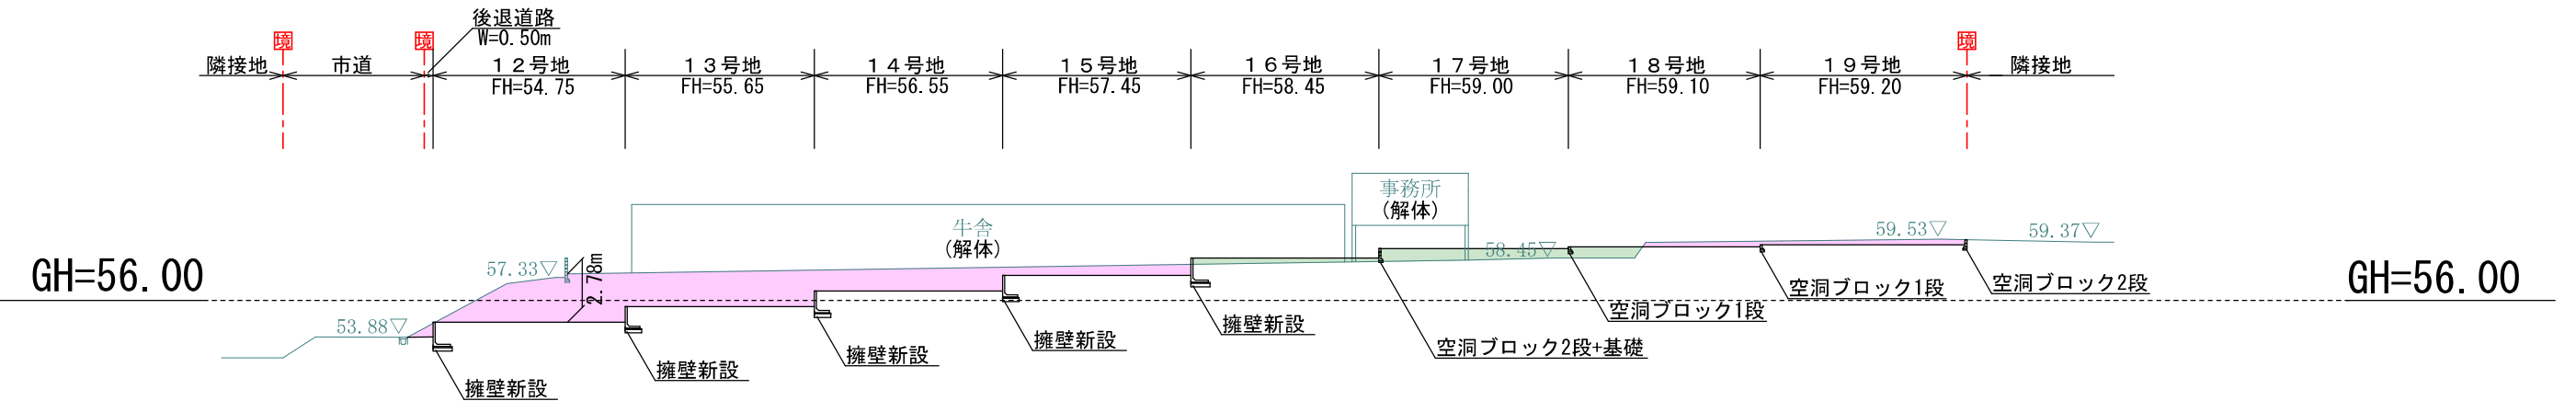 後退道路
W=0.50m
境
境
境
隣接地
市道
１２号地
FH=54.75
１３号地
FH=55.65
１４号地
FH=56.55
１５号地
FH=57.45
１６号地
FH=58.45
１７号地
FH=59.00
１８号地
FH=59.10
１９号地
FH=59.20
隣接地
事務所
(解体)
牛舎
(解体)
57.33▽
2.78m
58.45▽
59.53▽
59.37▽
GH=56.00
GH=56.00
53.88▽
擁壁新設
擁壁新設
擁壁新設
擁壁新設
擁壁新設
空洞ブロック2段+基礎
空洞ブロック1段
空洞ブロック1段
空洞ブロック2段